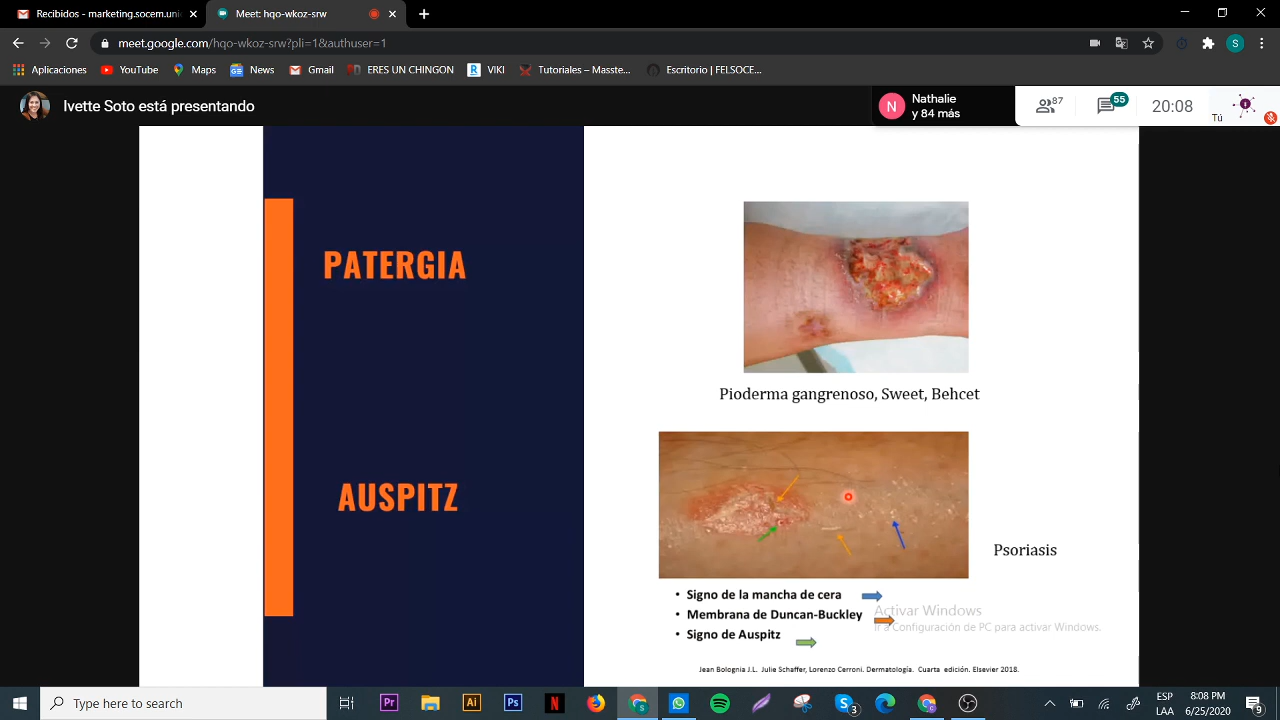 Recibidos - marketing.somecnic
Meet: hqo-wkoz-srw
meet.google.com/hqo-wkoz-srw?pli=1&authuser=1
Aplicaciones
YouTube
Maps
News
Gmail
ERES UN CHINGON
VIKI
Tutoriales – Masste...
Escritorio | FELSOC...
Ivette Soto está presentando
N
Nathalie
y 84 más
87
55
20:08
Tú
PATERGIA
Pioderma gangrenoso, Sweet, Behcet
AUSPITZ
Psoriasis
• Signo de la mancha de cera
• Membrana de Duncan-Buckley
• Signo de Auspitz
Activar Windows
Ir a Configuración de PC para activar Windows.
Jean Bolognia J.L. Julie Schaffer, Lorenzo Cerroni. Dermatología. Cuarta edición. Elsevier 2018.
Type here to search
ESP
LAA
8:08 PM
6/25/2020